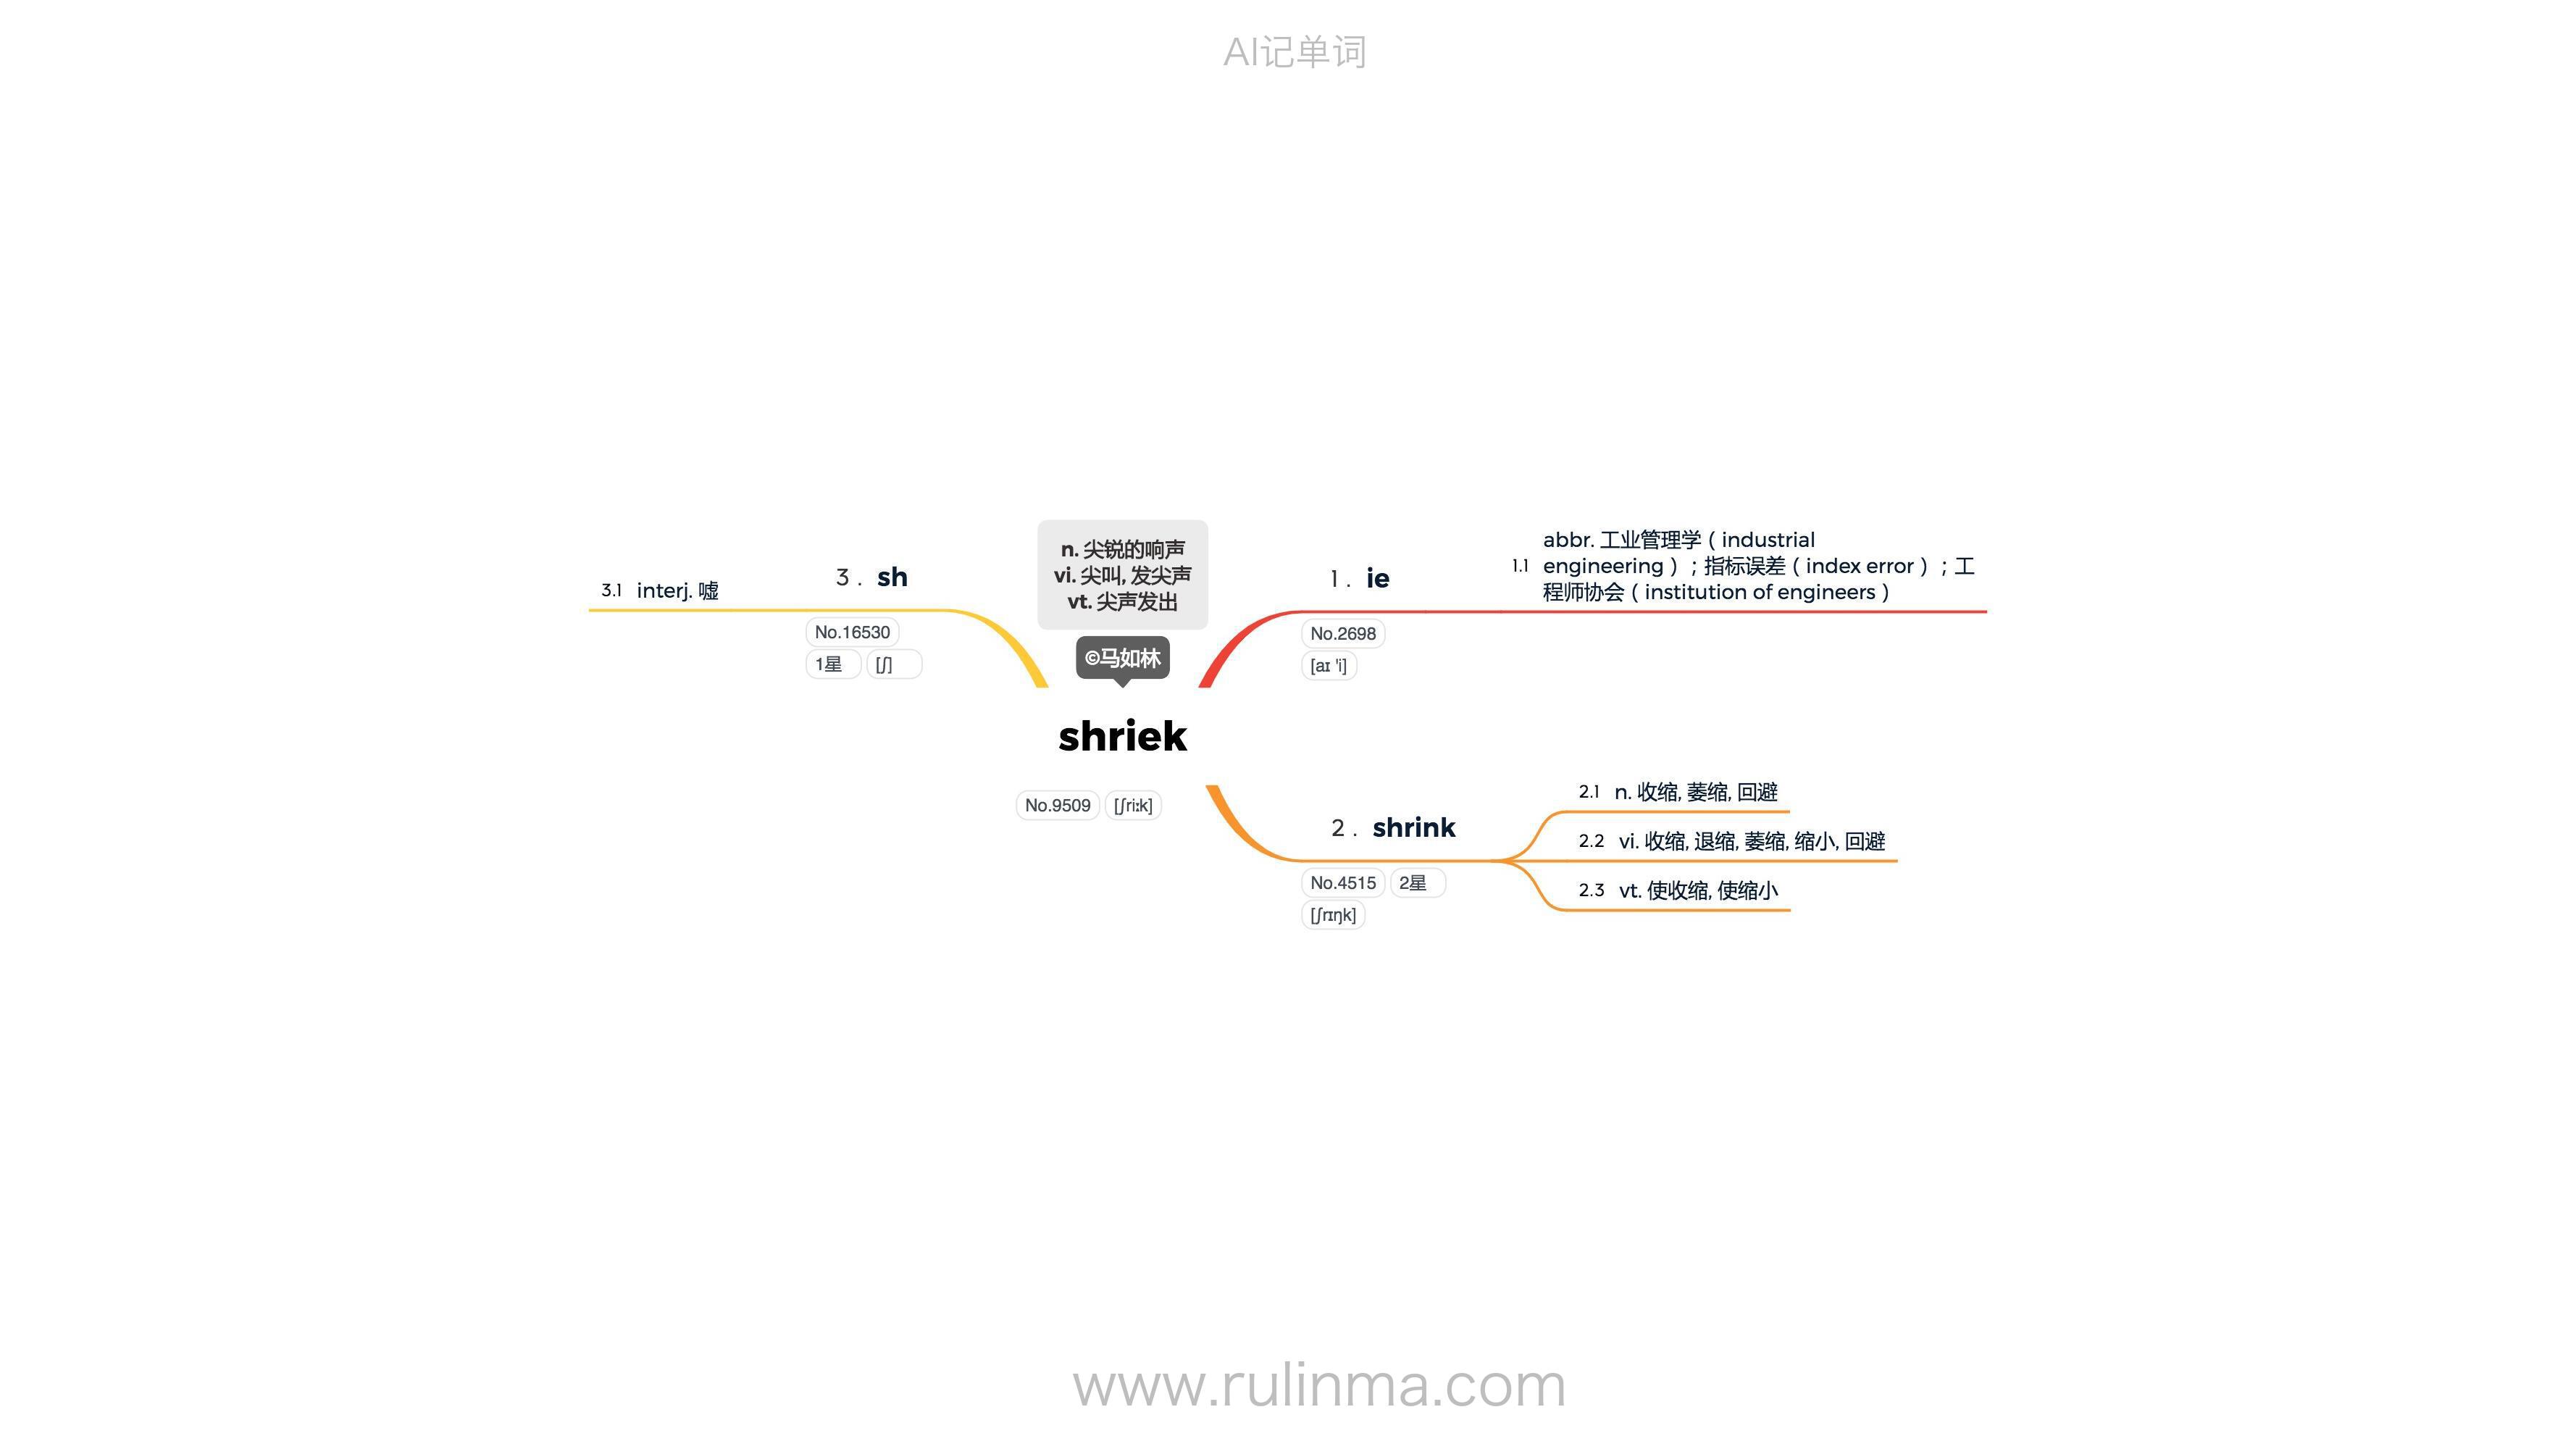 AI记单词
n. 尖锐的响声
vi. 尖叫, 发尖声
vt. 尖声发出
©马如林
shriek
No.9509 [ʃriːk]
1 . ie
No.2698
[aɪ 'i]
1.1 abbr. 工业管理学（industrial
engineering）；指标误差（index error）；工
程师协会（institution of engineers）
2 . shrink
No.4515 2星
[ʃrɪŋk]
2.1 n. 收缩, 萎缩, 回避
2.2 vi. 收缩, 退缩, 萎缩, 缩小, 回避
2.3 vt. 使收缩, 使缩小
3 . sh
No.16530
1星 [ʃ]
3.1 interj. 嘘
www.rulinma.com